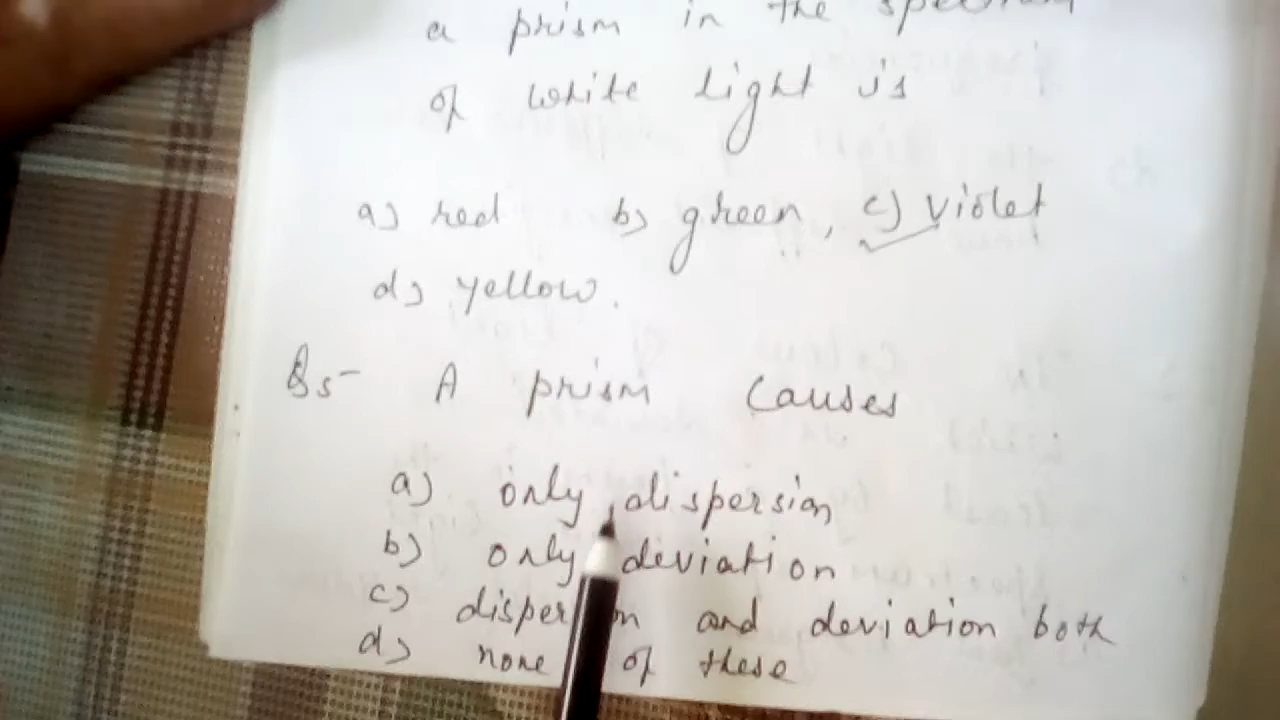 a prism in the
of white light is
a) red b) green, c) violet
d) yellow.
Q5- A prism causes
a) only dispersion
b) only deviation
c) and deviation both
d) none of these